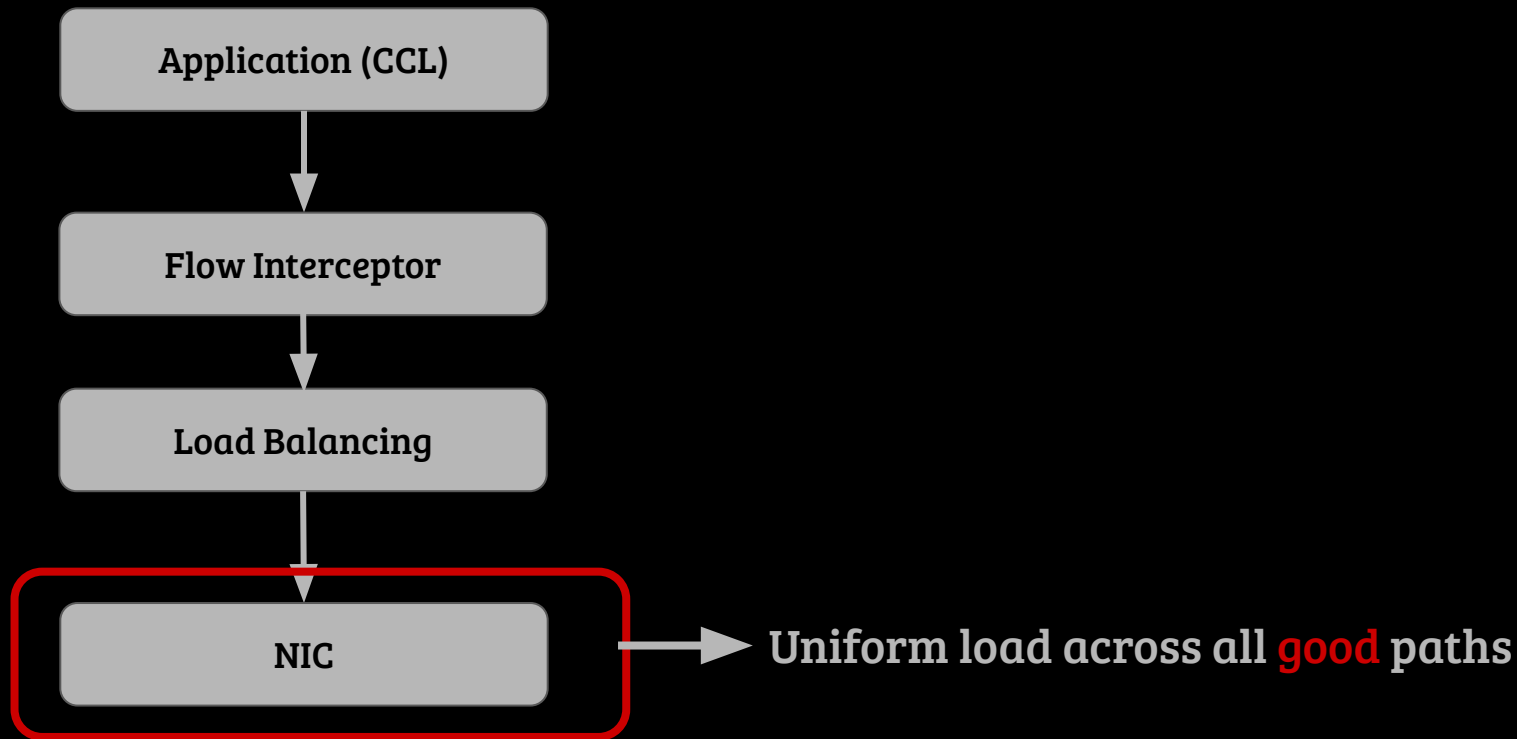 Application (CCL)
Flow Interceptor
Load Balancing
NIC
Uniform load across all good paths